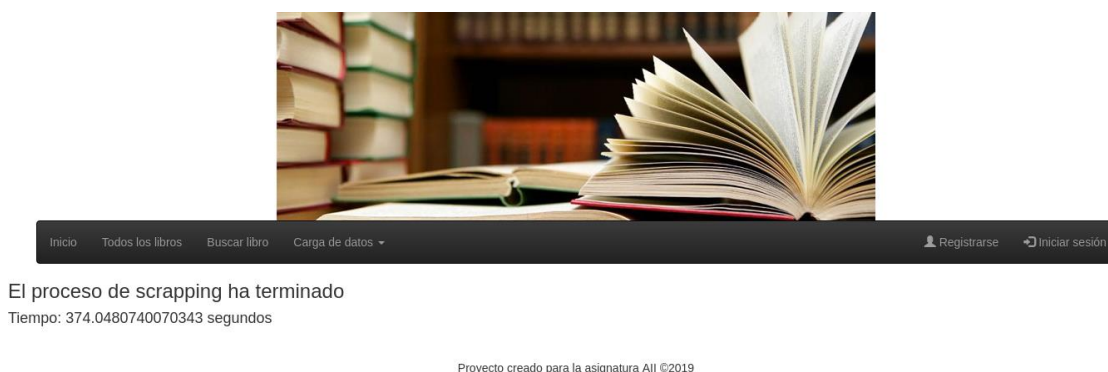 Inicio Todos los libros Buscar libro Carga de datos Registrarse Iniciar sesión
El proceso de scrapping ha terminado
Tiempo: 374.0480740070343 segundos
Proyecto creado para la asignatura AII ©2019